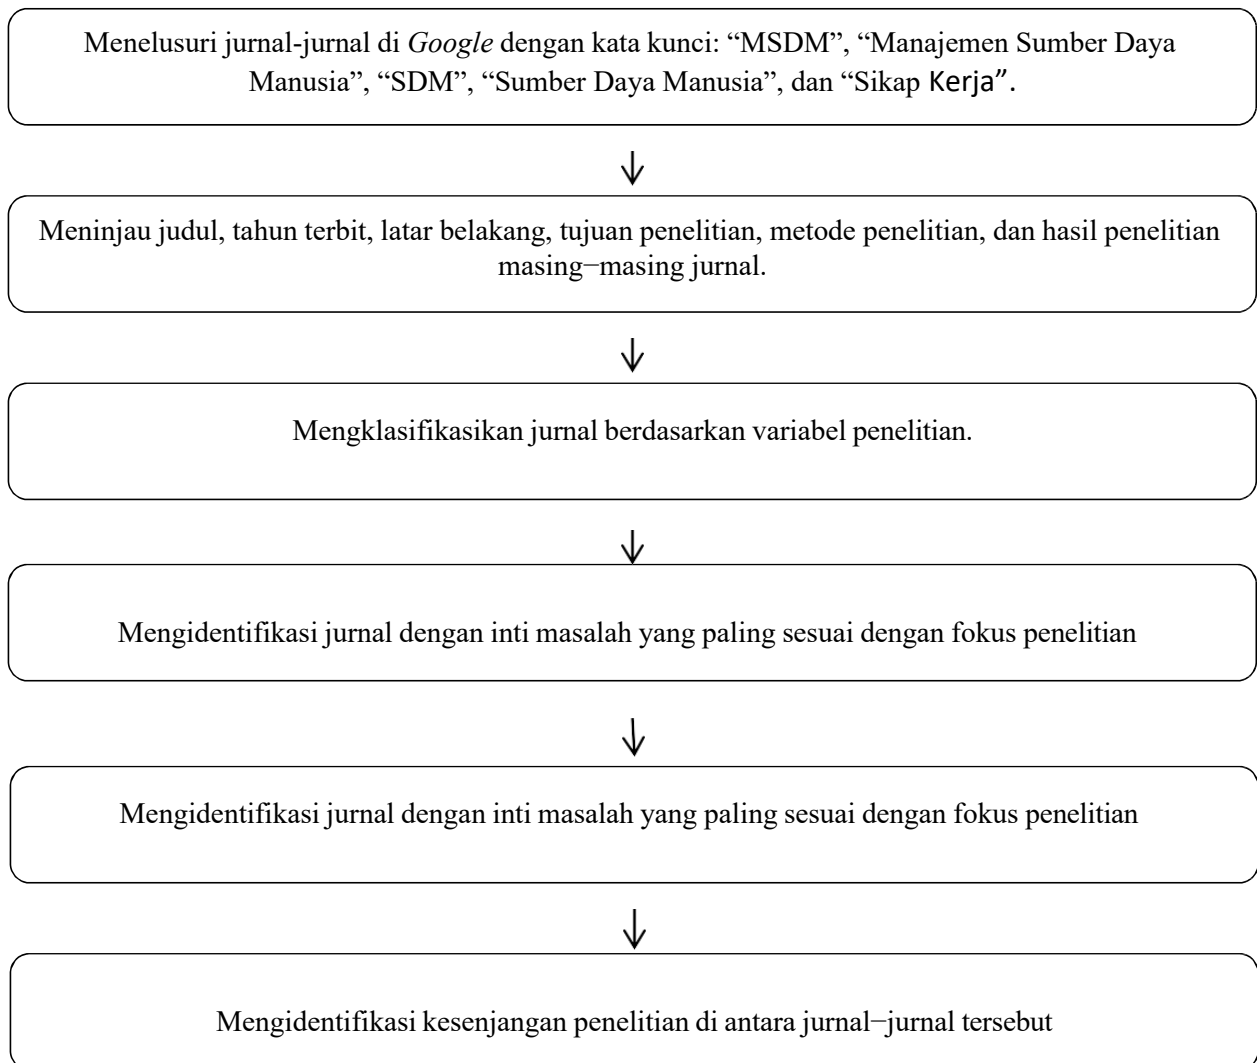 Menelusuri jurnal-jurnal di Google dengan kata kunci: “MSDM”, “Manajemen Sumber Daya
Manusia”, “SDM”, “Sumber Daya Manusia”, dan “Sikap Kerja”.
Meninjau judul, tahun terbit, latar belakang, tujuan penelitian, metode penelitian, dan hasil penelitian
masing−masing jurnal.
Mengklasifikasikan jurnal berdasarkan variabel penelitian.
Mengidentifikasi jurnal dengan inti masalah yang paling sesuai dengan fokus penelitian
Mengidentifikasi jurnal dengan inti masalah yang paling sesuai dengan fokus penelitian
Mengidentifikasi kesenjangan penelitian di antara jurnal−jurnal tersebut